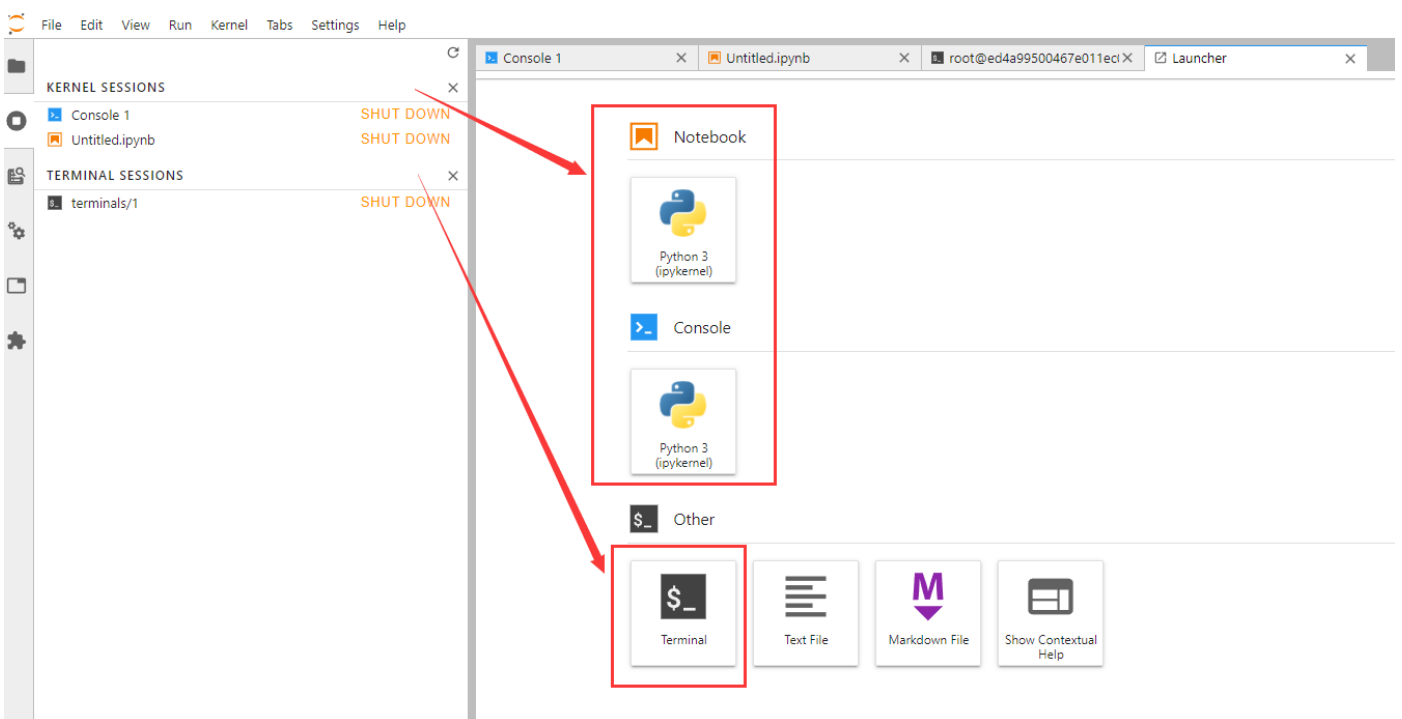 File Edit View Run Kernel Tabs Settings Help
Console 1
Untitled.ipynb
root@ed4a99500467e011ec
Launcher
KERNEL SESSIONS
Console 1 SHUT DOWN
Untitled.ipynb SHUT DOWN
TERMINAL SESSIONS
terminals/1 SHUT DOWN
Notebook
Python 3
(ipykernel)
Console
Python 3
(ipykernel)
$_ Other
$_
Terminal
Text File
M
Markdown File
Show Contextual
Help